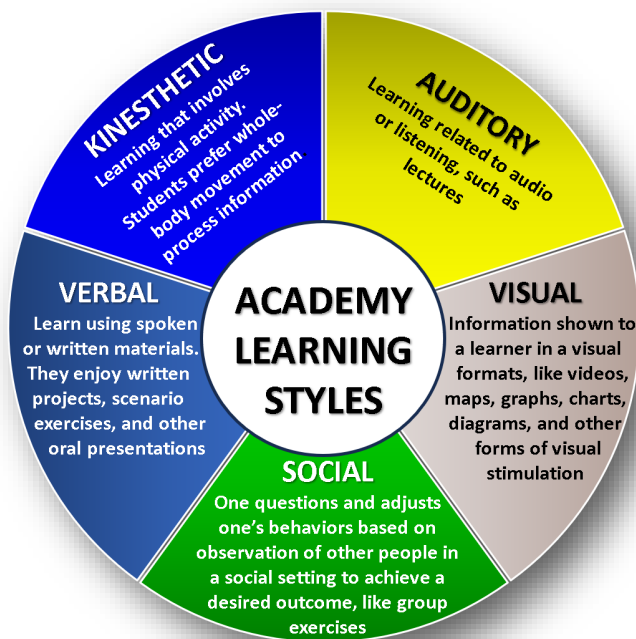 KINESTHETIC
Learning that involves
physical activity.
Students prefer whole-
body movement to
process information
AUDITORY
Learning related to audio
or listening, such as
lectures
VERBAL
Learn using spoken
or written materials.
They enjoy written
projects, scenario
exercises, and other
oral presentations
ACADEMY
LEARNING
STYLES
VISUAL
Information shown to
a learner in a visual
formats, like videos,
maps, graphs, charts,
diagrams, and other
forms of visual
stimulation
SOCIAL
One questions and adjusts
one's behaviors based on
observation of other people in
a social setting to achieve a
desired outcome, like group
exercises